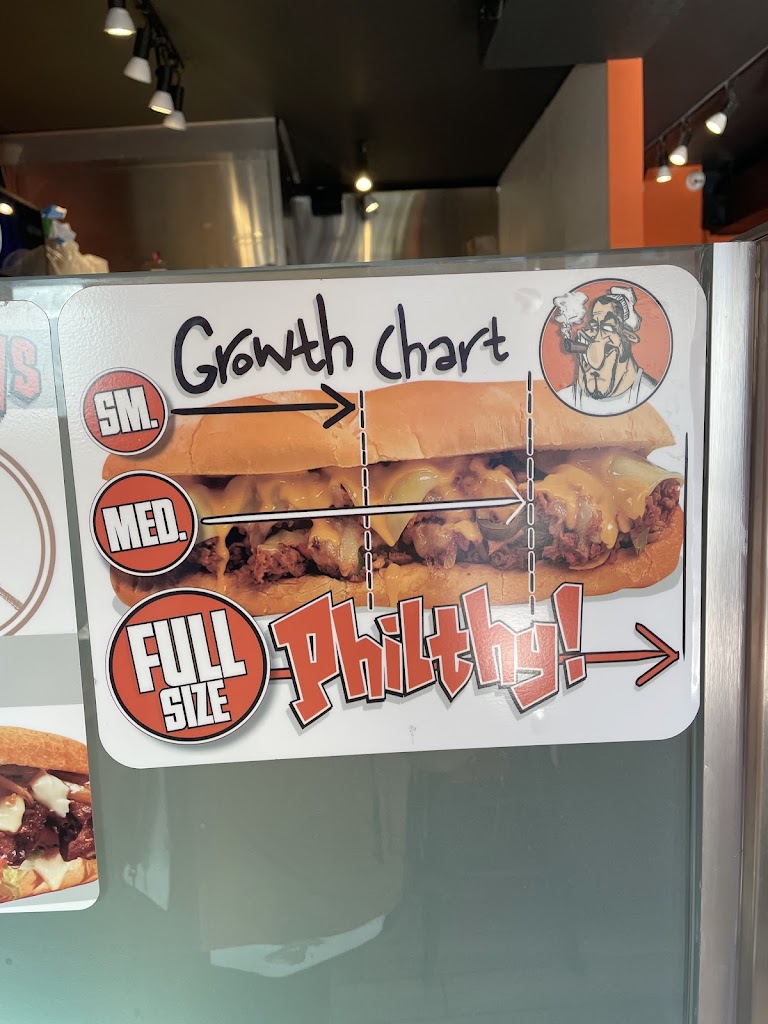 Growth chart
SM.
MED.
FULL
SIZE
Philthy!